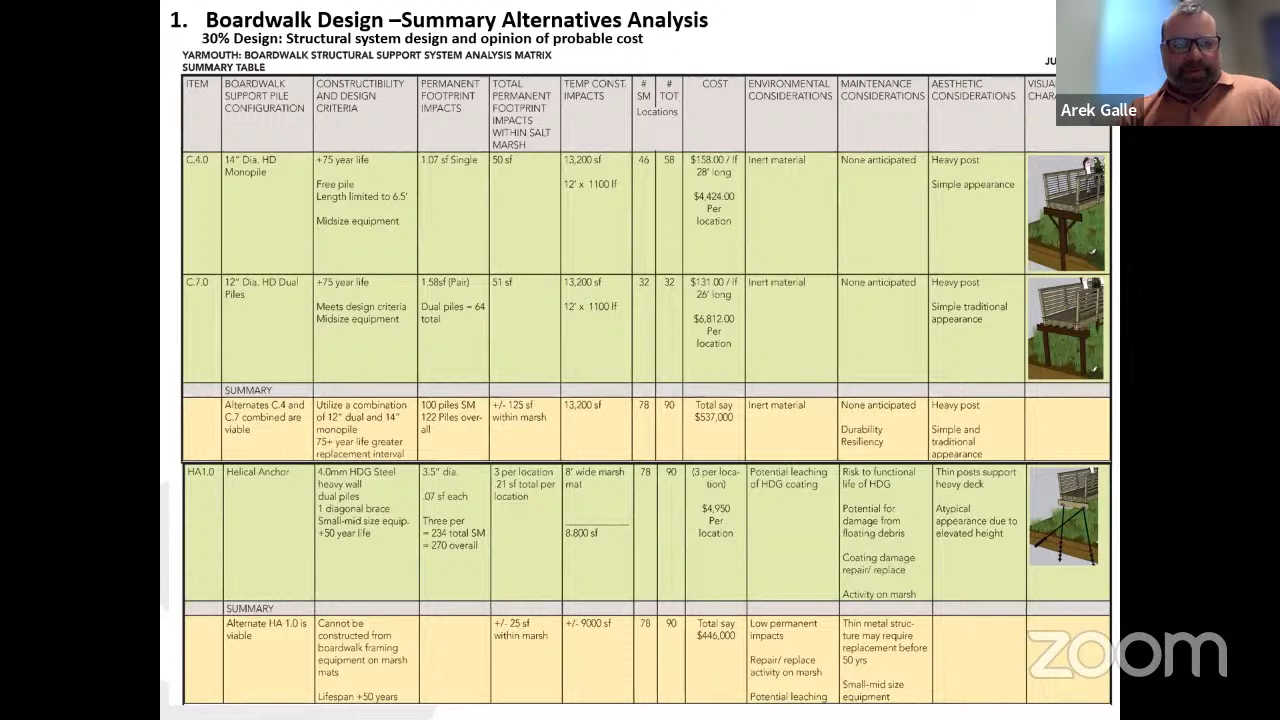 1. Boardwalk Design –Summary Alternatives Analysis
30% Design: Structural system design and opinion of probable cost
YARMOUTH: BOARDWALK STRUCTURAL SUPPORT SYSTEM ANALYSIS MATRIX
SUMMARY TABLE
JU
Arek Galle
ITEM
BOARDWALK
SUPPORT PILE
CONFIGURATION
CONSTRUCTIBILITY
AND DESIGN
CRITERIA
PERMANENT
FOOTPRINT
IMPACTS
TOTAL
PERMANENT
FOOTPRINT
IMPACTS
WITHIN SALT
MARSH
TEMP CONST.
IMPACTS
#
SM
#
TOT
Locations
COST
ENVIRONMENTAL
CONSIDERATIONS
MAINTENANCE
CONSIDERATIONS
AESTHETIC
CONSIDERATIONS
VISUA
CHARA
C.4.0
14" Dia. HD
Monopile
+75 year life
Free pile
Length limited to 6.5'
Midsize equipment
1.07 sf Single
50 sf
13,200 sf
12' x 1100 lf
46
58
$158.00 / lf
28' long
$4,424.00
Per
location
Inert material
None anticipated
Heavy post
Simple appearance
C.7.0
12" Dia. HD Dual
Piles
+75 year life
Meets design criteria
Midsize equipment
1.58sf (Pair)
Dual piles = 64
total
51 sf
13,200 sf
12' x 1100 lf
32
32
$131.00 / lf
26' long
$6,812.00
Per
location
Inert material
None anticipated
Heavy post
Simple traditional
appearance
SUMMARY
Alternates C.4 and
C.7 combined are
viable
Utilize a combination
of 12" dual and 14"
monopile
75+ year life greater
replacement interval
100 piles SM
122 Piles over-
all
+/- 125 sf
within marsh
13,200 sf
78
90
Total say
$537,000
Inert material
None anticipated
Durability
Resiliency
Heavy post
Simple and
traditional
appearance
HA1.0
Helical Anchor
4.0mm HDG Steel
heavy wall
dual piles
1 diagonal brace
Small-mid size equip.
+50 year life
3.5" dia.
.07 sf each
Three per
= 234 total SM
= 270 overall
3 per location
.21 sf total per
location
8' wide marsh
mat
8.800 sf
78
90
(3 per loca-
tion)
$4,950
Per
location
Potential leaching
of HDG coating
Risk to functional
life of HDG
Potential for
damage from
floating debris
Coating damage
repair/ replace
Activity on marsh
Thin posts support
heavy deck
Atypical
appearance due to
elevated height
SUMMARY
Alternate HA 1.0 is
viable
Cannot be
constructed from
boardwalk framing
equipment on marsh
mats
Lifespan +50 years
+/- 25 sf
within marsh
+/- 9000 sf
78
90
Total say
$446,000
Low permanent
impacts
Repair/ replace
activity on marsh
Potential leaching
Thin metal struc-
ture may require
replacement before
50 yrs
Small-mid size
equipment
zoom